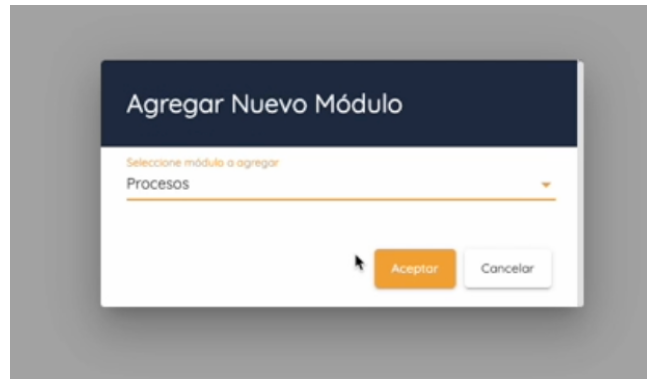 Agregar Nuevo Módulo
Seleccione módulo a agregar
Procesos
Aceptar Cancelar